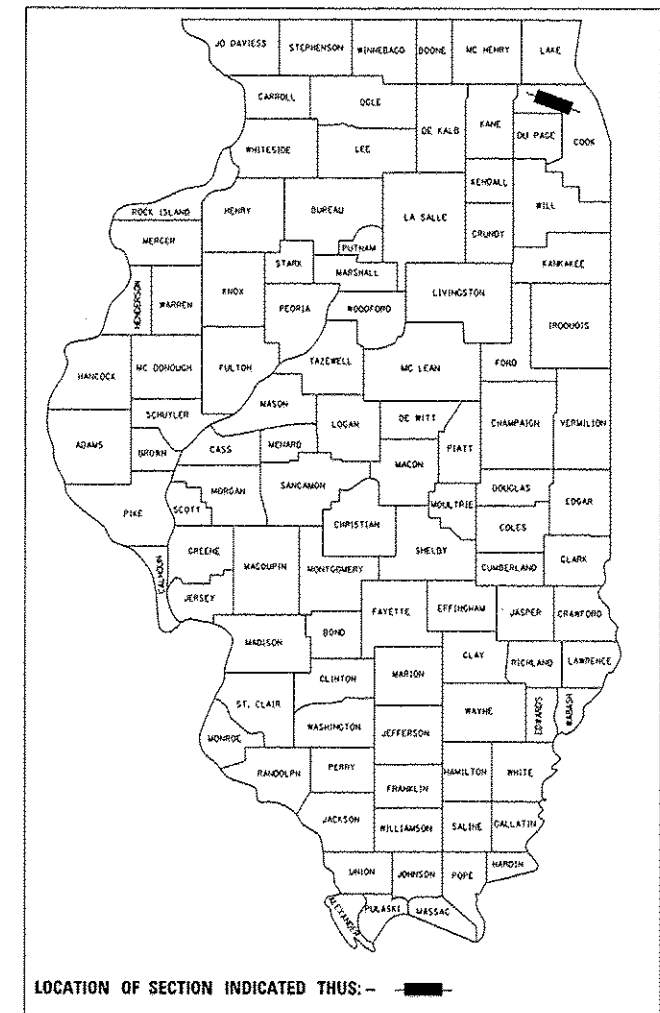 JO DAVIESS
STEPHENSON
WINNEBAGO
BOONE
MC HENRY
LAKE
CARROLL
OGLE
DE KALB
KANE
DU PAGE
COOK
WHITESIDE
LEE
KENDALL
WILL
ROCK ISLAND
HENRY
BUREAU
LA SALLE
GRUNDY
MERCER
PUTNAM
STARK
MARSHALL
KANKAKEE
HENDERSON
WARREN
KNOX
PEORIA
WOODFORD
LIVINGSTON
IROQUOIS
HANCOCK
MC DONOUGH
FULTON
TAZEWELL
MC LEAN
FORD
SCHUYLER
MASON
LOGAN
DE WITT
CHAMPAIGN
VERMILION
ADAMS
BROWN
CASS
MENARD
PIATT
MACON
MORGAN
SANGAMON
DOUGLAS
EDGAR
PIKE
SCOTT
CHRISTIAN
MOULTRIE
COLES
CALHOUN
GREENE
MACOUPIN
MONTGOMERY
SHELBY
CUMBERLAND
CLARK
JERSEY
FAYETTE
EFFINGHAM
JASPER
CRAWFORD
MADISON
BOND
CLAY
RICHLAND
LAWRENCE
CLINTON
MARION
ST. CLAIR
WAYNE
EDWARDS
WABASH
MONROE
WASHINGTON
JEFFERSON
RANDOLPH
PERRY
HAMILTON
WHITE
FRANKLIN
JACKSON
WILLIAMSON
SALINE
GALLATIN
UNION
JOHNSON
POPE
HARDIN
ALEXANDER
PULASKI
MASSAC
LOCATION OF SECTION INDICATED THUS: -